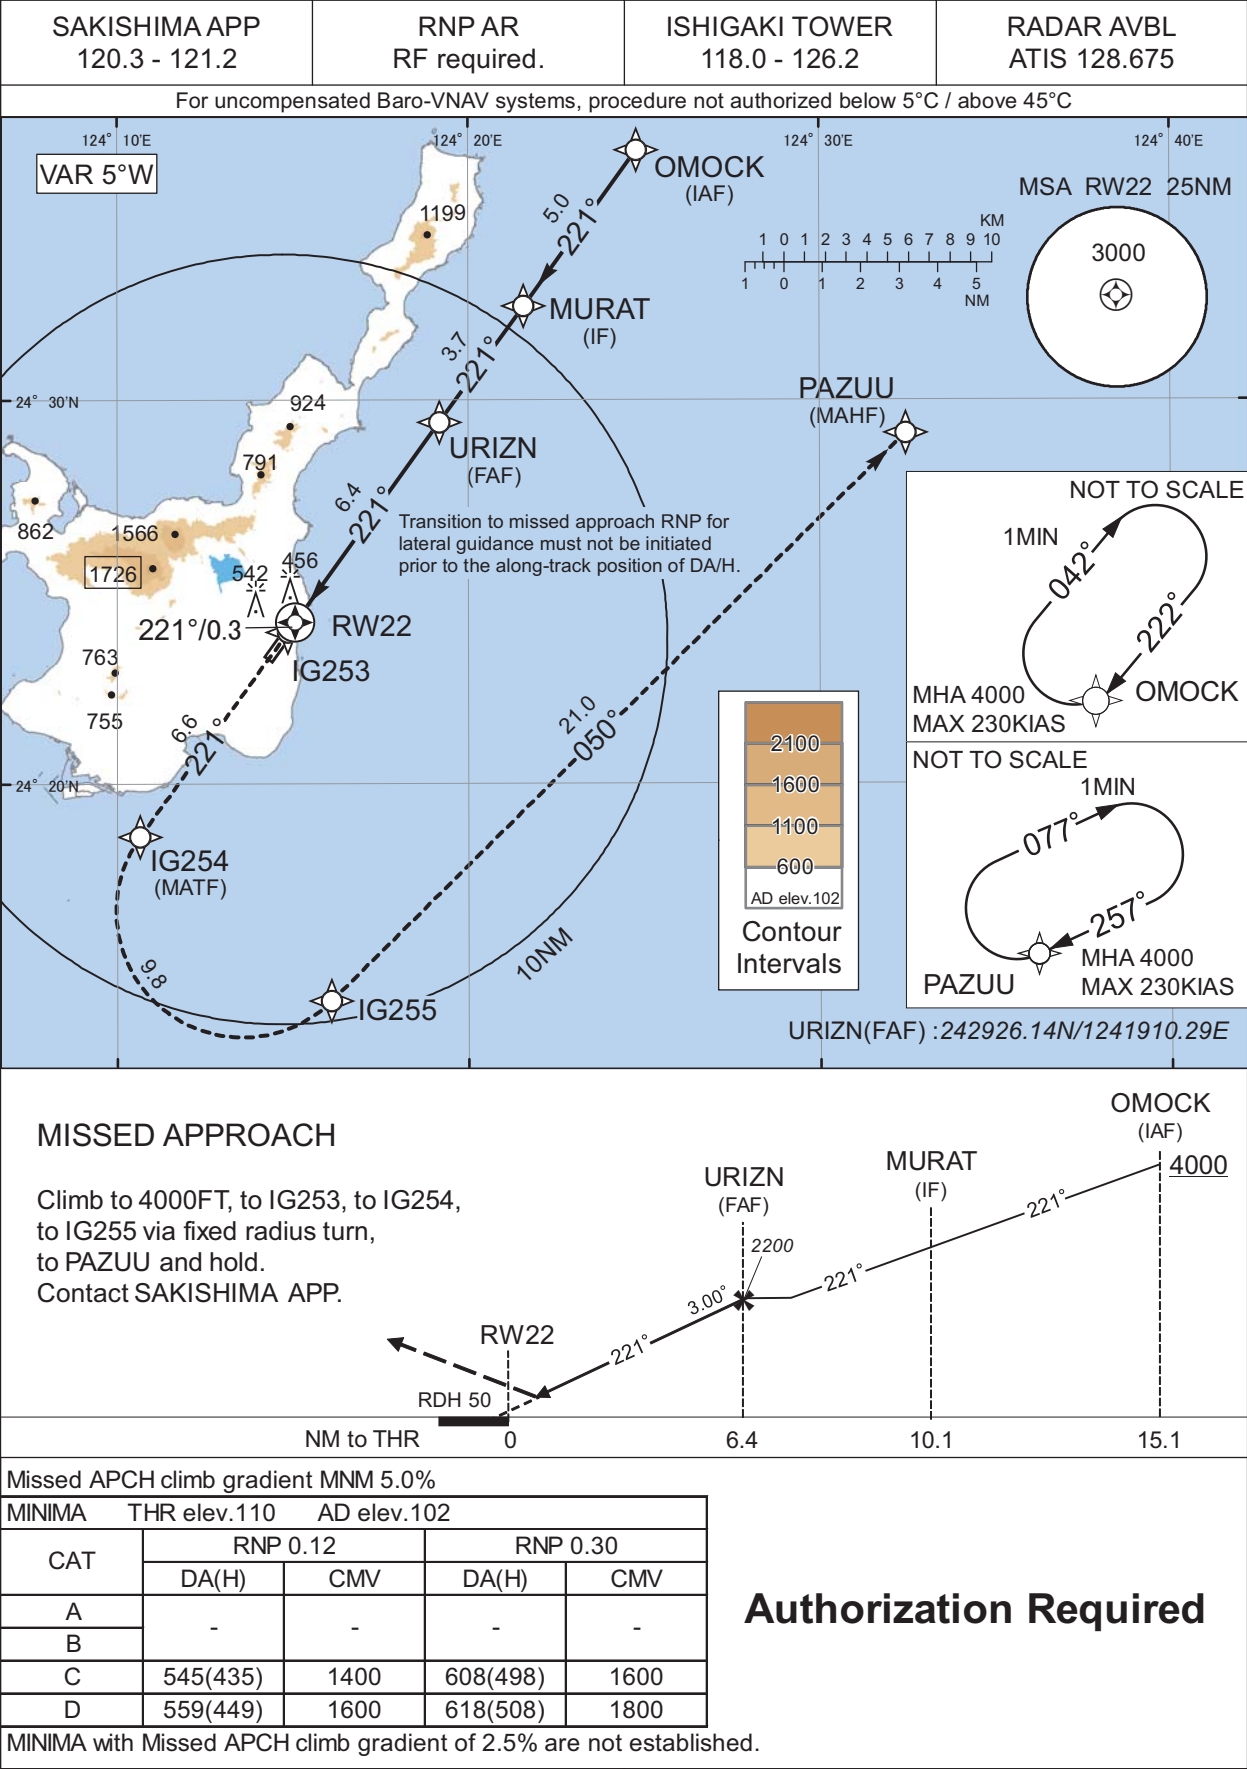 SAKISHIMA APP
120.3 - 121.2
RNP AR
RF required.
ISHIGAKI TOWER
118.0 - 126.2
RADAR AVBL
ATIS 128.675
For uncompensated Baro-VNAV systems, procedure not authorized below 5°C / above 45°C
124° 10'E
124° 20'E
124° 30'E
124° 40'E
VAR 5°W
OMOCK
(IAF)
MSA RW22 25NM
3000
KM
1 0 1 2 3 4 5 6 7 8 9 10
1 0 1 2 3 4 5
NM
1199
5.0
221°
MURAT
(IF)
3.7
221°
PAZUU
(MAHF)
24° 30'N
924
URIZN
(FAF)
791
862
1566
1726
542
456
6.4
221°
Transition to missed approach RNP for
lateral guidance must not be initiated
prior to the along-track position of DA/H.
221°/0.3
RW22
IG253
763
755
6.6
221°
21.0
050°
24° 20'N
IG254
(MATF)
9.8
IG255
10NM
2100
1600
1100
600
AD elev.102
Contour
Intervals
NOT TO SCALE
1MIN
042°
222°
MHA 4000
MAX 230KIAS
OMOCK
NOT TO SCALE
1MIN
077°
257°
PAZUU
MHA 4000
MAX 230KIAS
URIZN(FAF) :242926.14N/1241910.29E
MISSED APPROACH
Climb to 4000FT, to IG253, to IG254,
to IG255 via fixed radius turn,
to PAZUU and hold.
Contact SAKISHIMA APP.
OMOCK
(IAF)
4000
MURAT
(IF)
URIZN
(FAF)
2200
221°
221°
3.00°
221°
RW22
RDH 50
NM to THR 0 6.4 10.1 15.1
Missed APCH climb gradient MNM 5.0%
MINIMA THR elev.110 AD elev.102
CAT RNP 0.12 RNP 0.30
DA(H) CMV DA(H) CMV
A
B
- - - -
C 545(435) 1400 608(498) 1600
D 559(449) 1600 618(508) 1800
MINIMA with Missed APCH climb gradient of 2.5% are not established.
Authorization Required